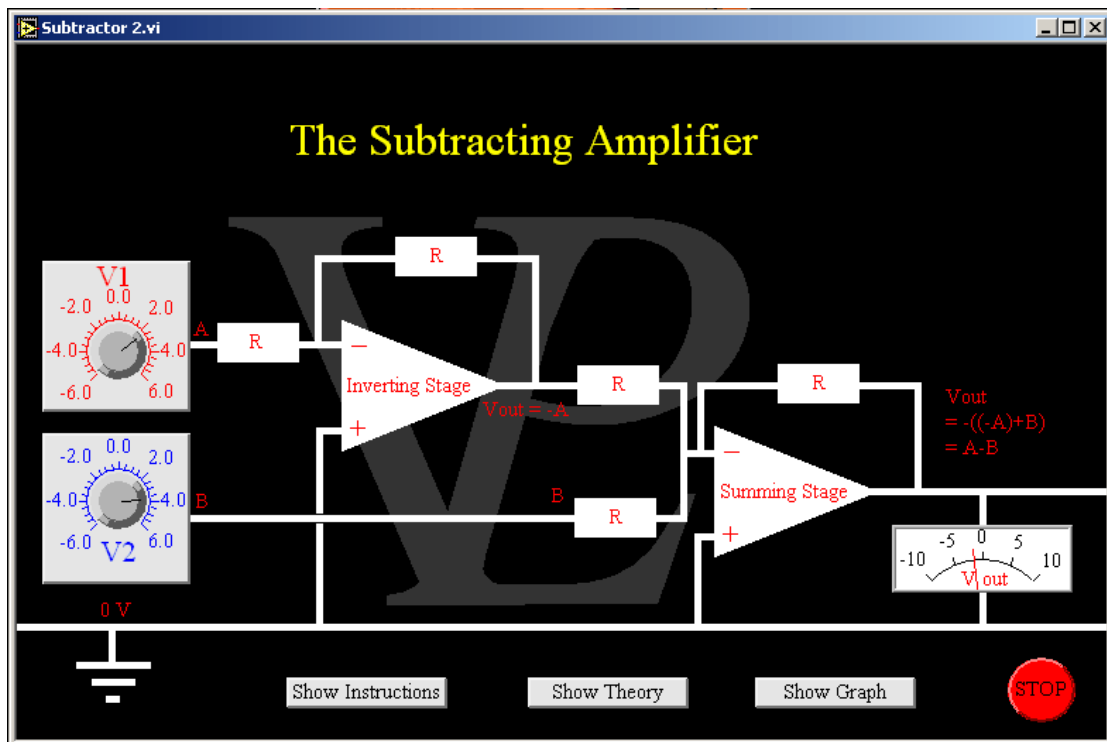 Subtractor 2.vi
The Subtracting Amplifier
V1
0.0
-2.0 2.0
-4.0 4.0
-6.0 6.0
A
R
R
Inverting Stage
−
+
Vout = -A
R
R
Vout
= -((-A)+B)
= A-B
0.0
-2.0 2.0
-4.0 4.0
-6.0 6.0
V2
B
B
R
Summing Stage
−
+
-10 -5 0 5 10
V out
0 V
Show Instructions
Show Theory
Show Graph
STOP
VPL